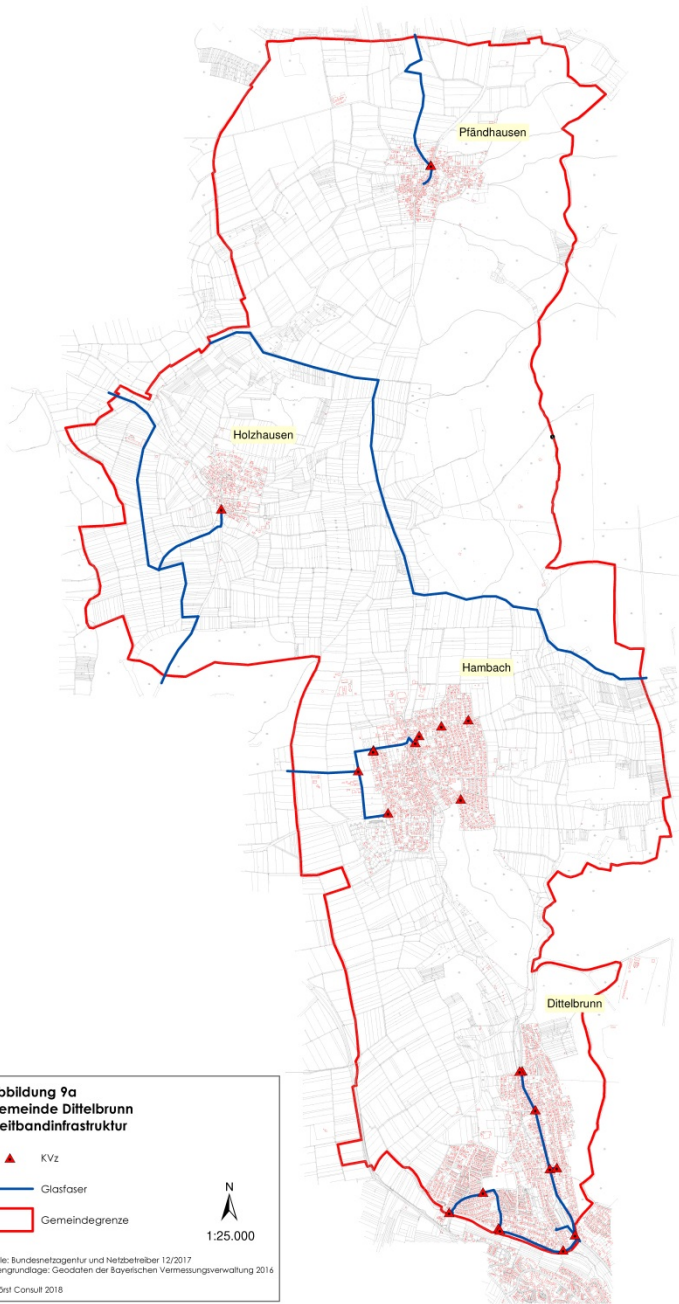 Pfändhausen
Holzhausen
Hambach
Dittelbrunn
bbildung 9a
emeinde Dittelbrunn
eitbandinfrastruktur
KVz
Glasfaser
Gemeindegrenze
N
1:25.000
le: Bundesnetzagentur und Netzbetreiber 12/2017
engrundlage: Geodaten der Bayerischen Vermessungsverwaltung 2016
örst Consult 2018